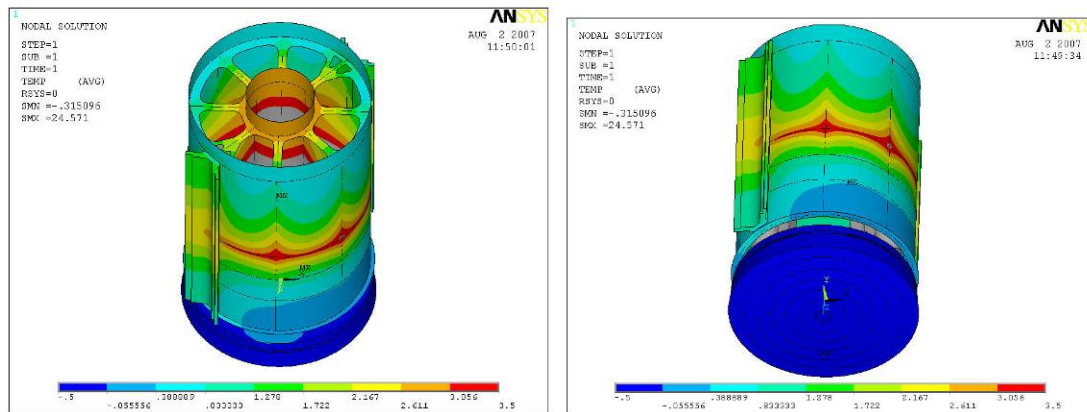 1
NODAL SOLUTION
STEP=1
SUB =1
TIME=1
TEMP (AVG)
RSYS=0
SMN =-.315096
SMX =24.571
ANSYS
AUG 2 2007
11:50:01
MX
-.5 .388889 1.278 2.167 3.056
-.055556 .833333 1.722 2.611 3.5
1
NODAL SOLUTION
STEP=1
SUB =1
TIME=1
TEMP (AVG)
RSYS=0
SMN =-.315096
SMX =24.571
ANSYS
AUG 2 2007
11:49:34
Y
-.5 .388889 1.278 2.167 3.056
-.055556 .833333 1.722 2.611 3.5